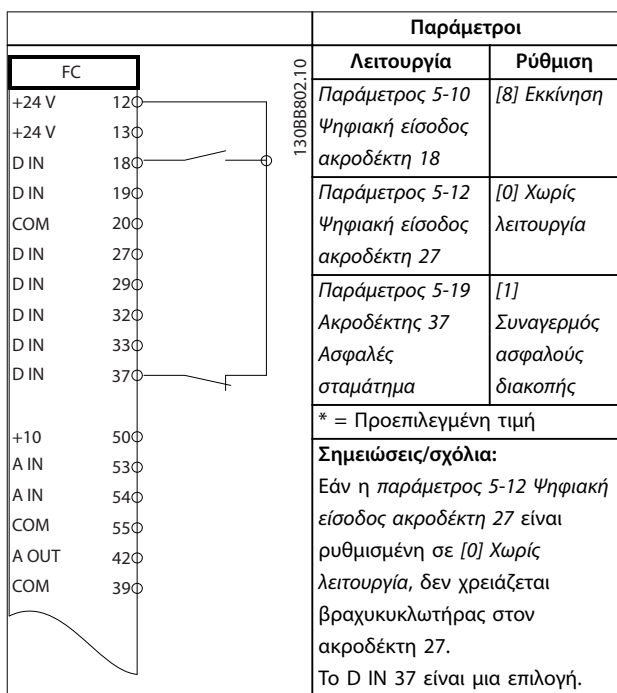 FC
+24 V 12
+24 V 13
D IN 18
D IN 19
COM 20
D IN 27
D IN 29
D IN 32
D IN 33
D IN 37
+10 50
A IN 53
A IN 54
COM 55
A OUT 42
COM 39
130BB802.10
Παράμετροι
Λειτουργία Ρύθμιση
Παράμετρος 5-10 [8] Εκκίνηση
Ψηφιακή είσοδος
ακροδέκτη 18
Παράμετρος 5-12 [0] Χωρίς
Ψηφιακή είσοδος λειτουργία
ακροδέκτη 27
Παράμετρος 5-19 [1]
Ακροδέκτης 37 Συναγερμός
Ασφαλές ασφαλούς
σταμάτημα διακοπής
* = Προεπιλεγμένη τιμή
Σημειώσεις/σχόλια:
Εάν η παράμετρος 5-12 Ψηφιακή
είσοδος ακροδέκτη 27 είναι
ρυθμισμένη σε [0] Χωρίς
λειτουργία, δεν χρειάζεται
βραχυκυκλωτήρας στον
ακροδέκτη 27.
Το D IN 37 είναι μια επιλογή.